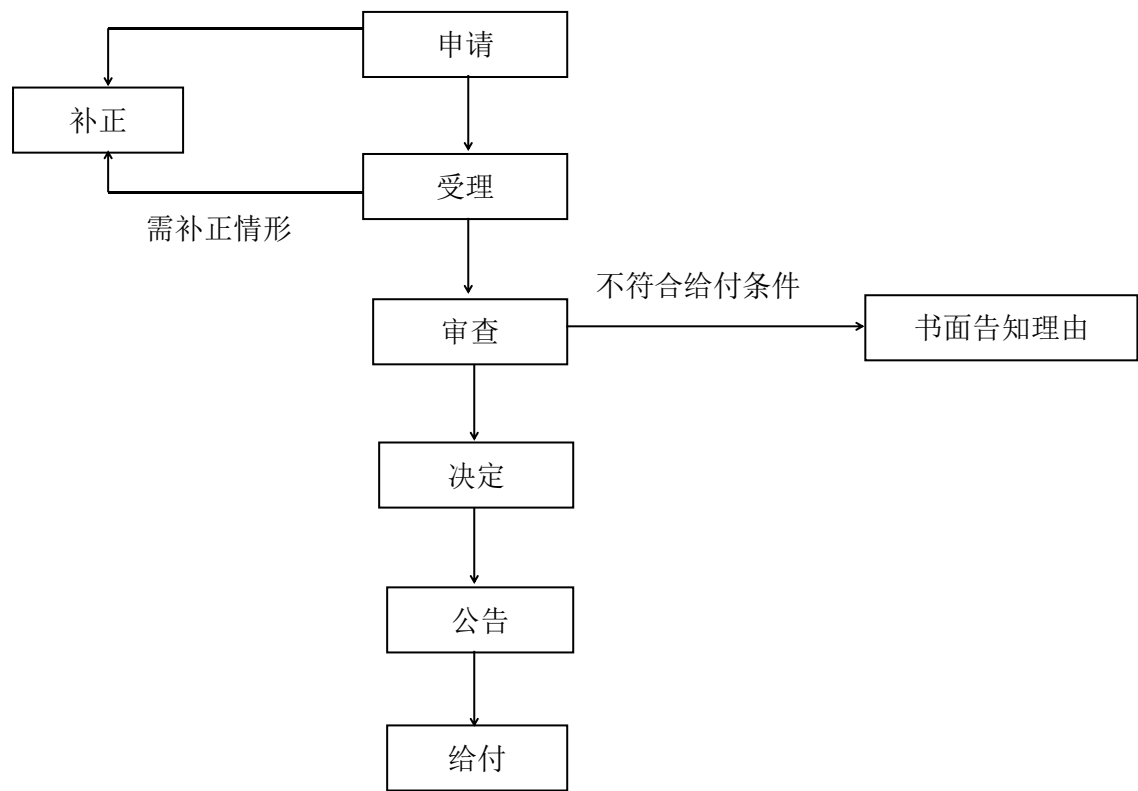 申请
补正
受理
需补正情形
不符合给付条件
审查
书面告知理由
决定
公告
给付